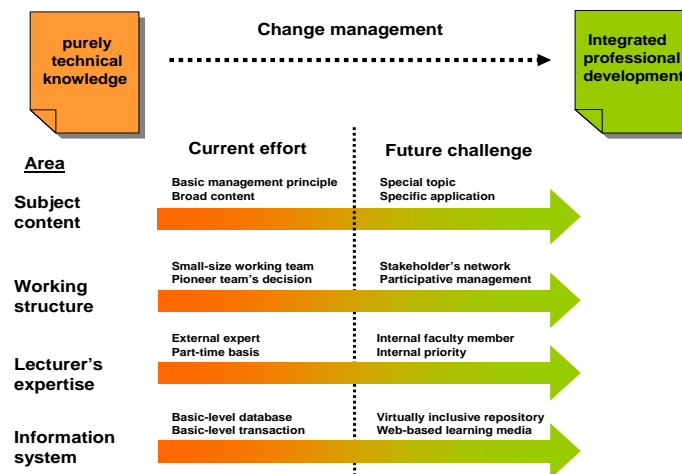 purely
technical
knowledge
Change management
Integrated
professional
development
Area
Current effort
Future challenge
Subject
content
Basic management principle
Broad content
Special topic
Specific application
Working
structure
Small-size working team
Pioneer team's decision
Stakeholder's network
Participative management
Lecturer's
expertise
External expert
Part-time basis
Internal faculty member
Internal priority
Information
system
Basic-level database
Basic-level transaction
Virtually inclusive repository
Web-based learning media